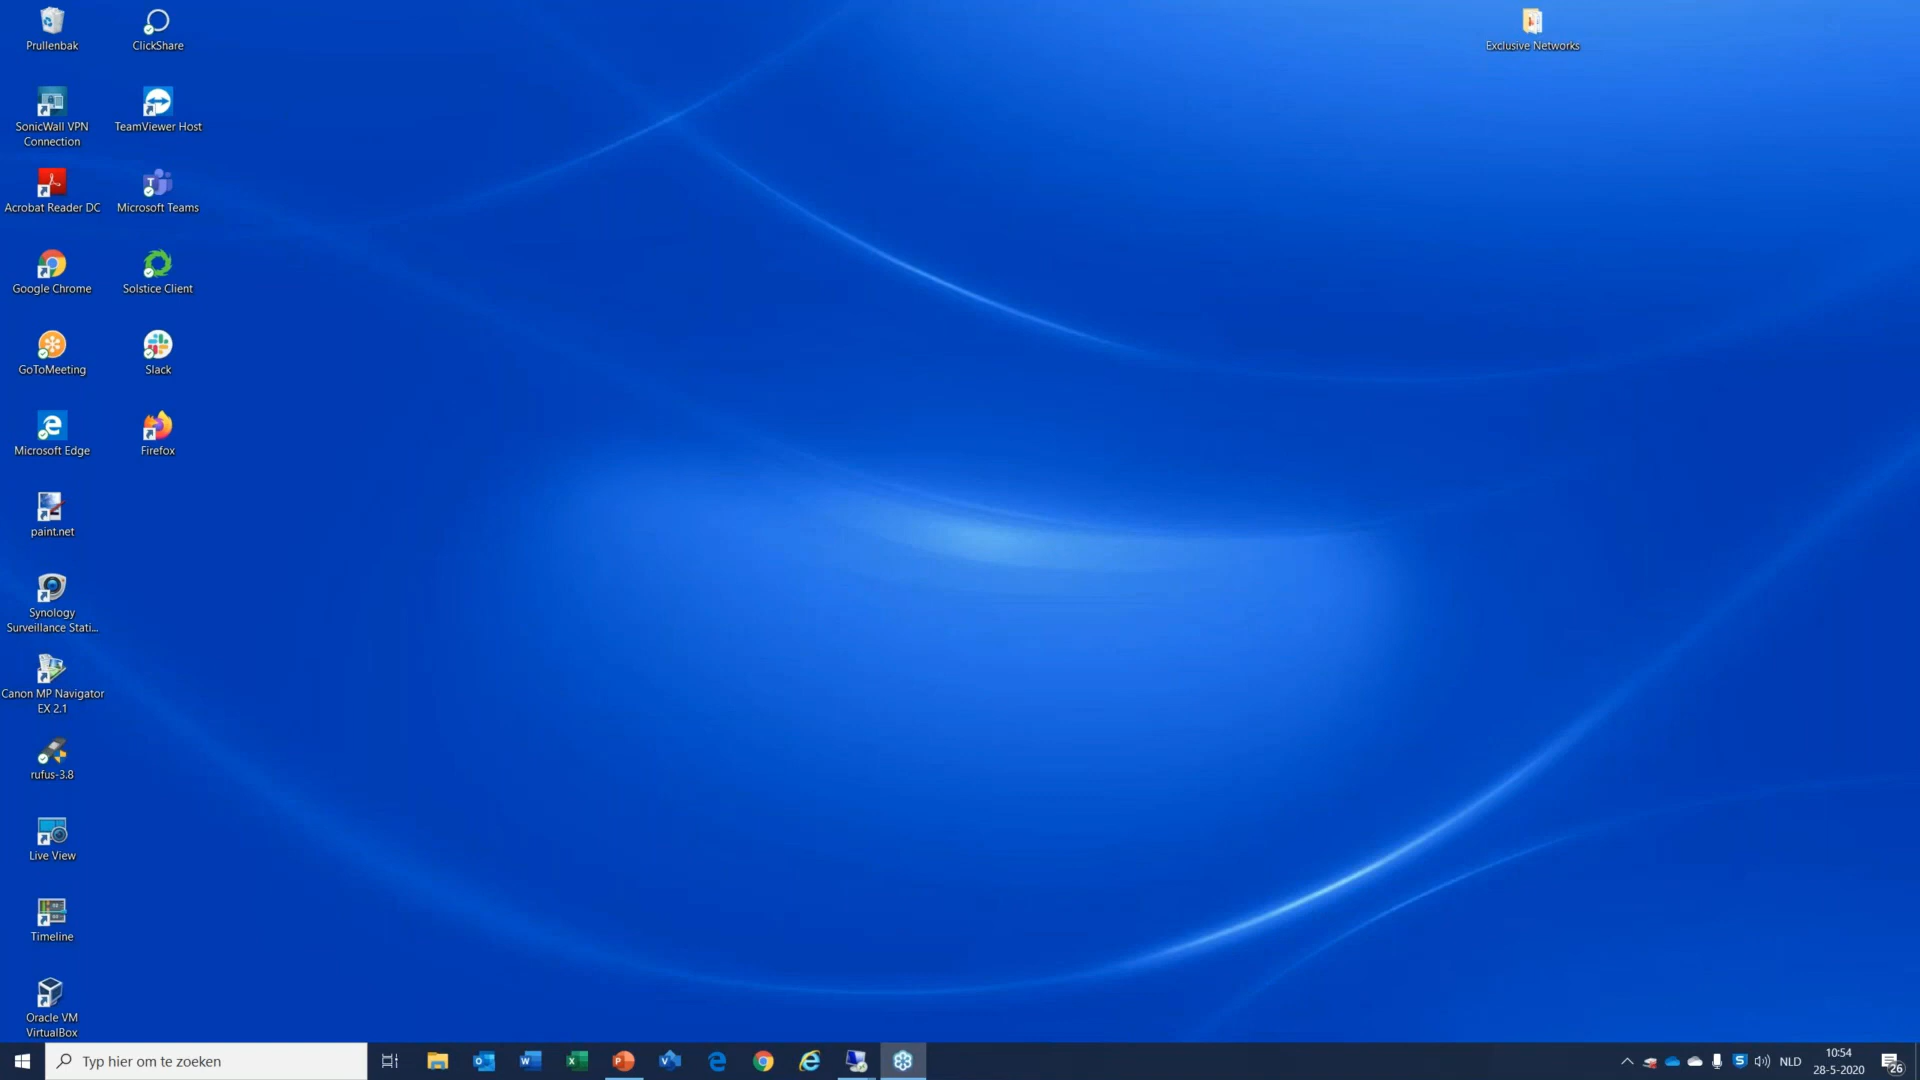 Prullenbak
ClickShare
Exclusive Networks
SonicWall VPN
Connection
TeamViewer Host
Acrobat Reader DC
Microsoft Teams
Google Chrome
Solstice Client
GoToMeeting
Slack
Microsoft Edge
Firefox
paint.net
Synology
Surveillance Stati...
Canon MP Navigator
EX 2.1
rufus-3.8
Live View
Timeline
Oracle VM
VirtualBox
Typ hier om te zoeken
NLD
10:54
28-5-2020
26